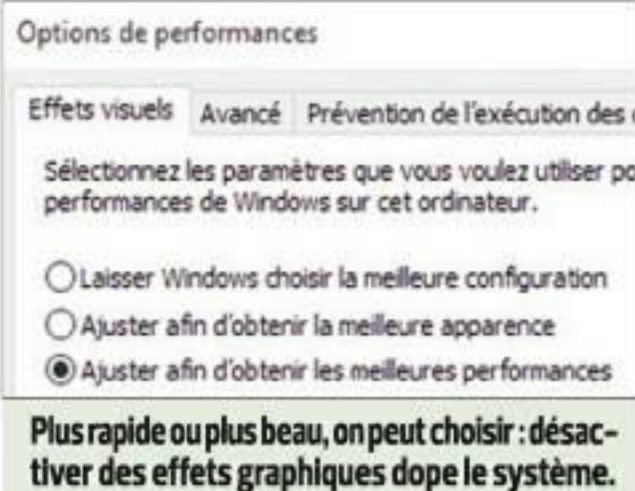 Options de performances
Effets visuels Avancé Prévention de l'exécution des
Sélectionnez les paramètres que vous voulez utiliser
performances de Windows sur cet ordinateur.
Laisser Windows choisir la meilleure configuration
Ajuster afin d'obtenir la meilleure apparence
Ajuster afin d'obtenir les meilleures performances
Plus rapide ou plus beau, on peut choisir : désac-
tiver des effets graphiques dope le système.